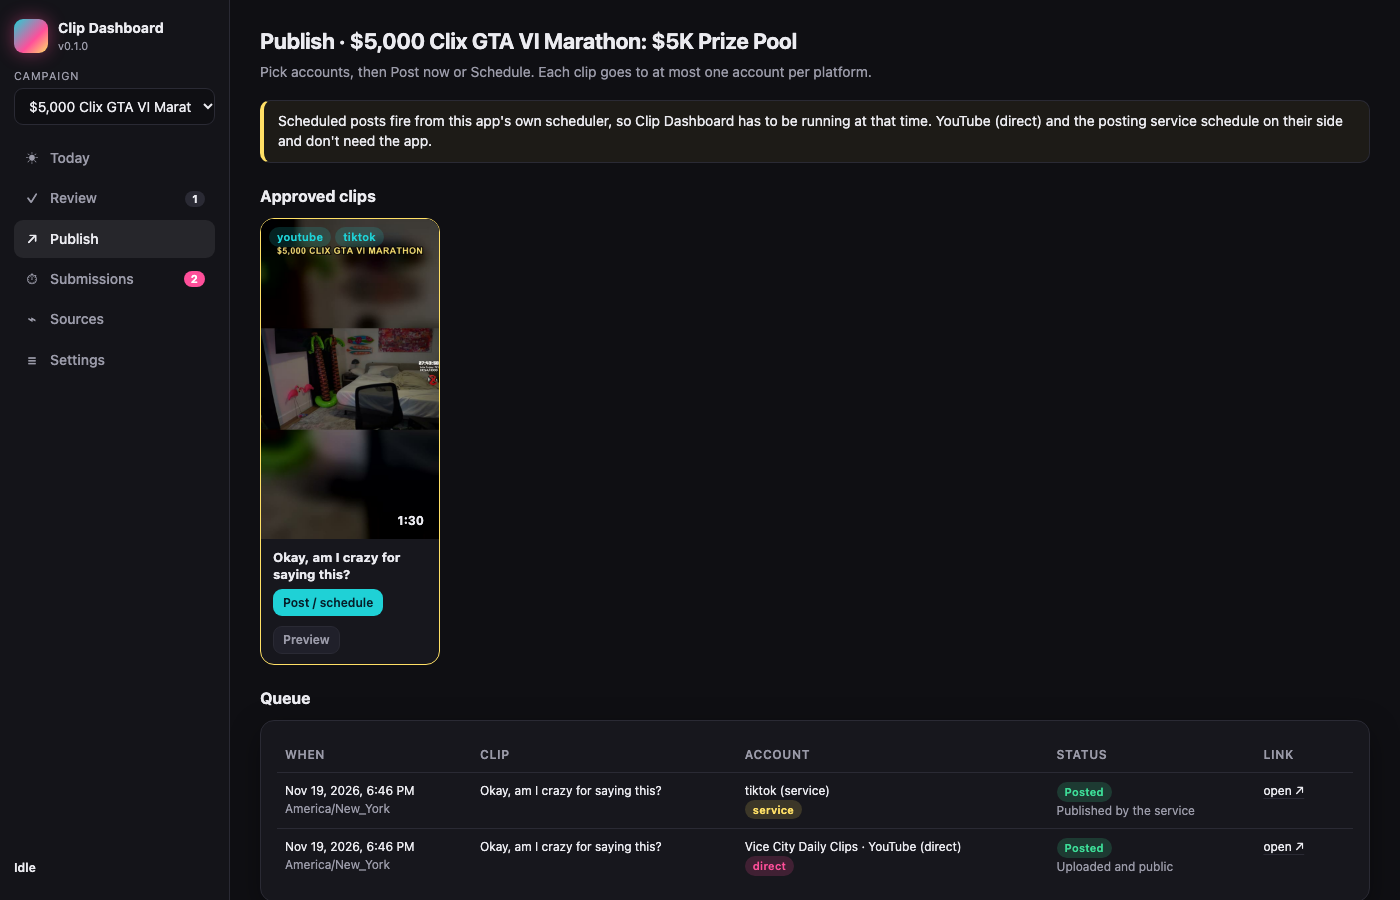 Clip Dashboard
v0.1.0
CAMPAIGN
$5,000 Clix GTA VI Marat
Today
Review 1
Publish
Submissions 2
Sources
Settings
Idle
Publish · $5,000 Clix GTA VI Marathon: $5K Prize Pool
Pick accounts, then Post now or Schedule. Each clip goes to at most one account per platform.
Scheduled posts fire from this app's own scheduler, so Clip Dashboard has to be running at that time. YouTube (direct) and the posting service schedule on their side
and don't need the app.
Approved clips
youtube tiktok
$5,000 CLIX GTA VI MARATHON
1:30
Okay, am I crazy for
saying this?
Post / schedule
Preview
Queue
WHEN CLIP ACCOUNT STATUS LINK
Nov 19, 2026, 6:46 PM Okay, am I crazy for saying this? tiktok (service) Posted open ↗
America/New_York service Published by the service
Nov 19, 2026, 6:46 PM Okay, am I crazy for saying this? Vice City Daily Clips · YouTube (direct) Posted open ↗
America/New_York direct Uploaded and public